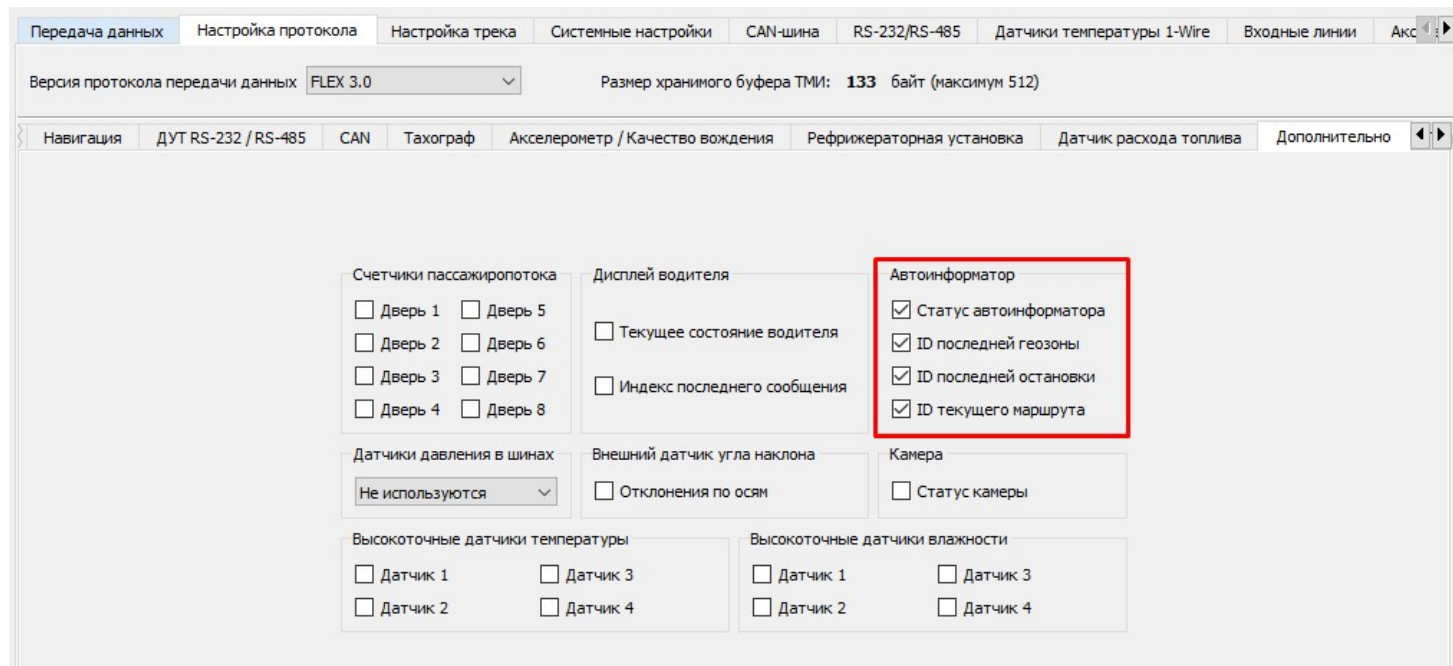 Передача данных Настройка протокола Настройка трека Системные настройки CAN-шина RS-232/RS-485 Датчики температуры 1-Wire Входные линии
Версия протокола передачи данных FLEX 3.0 Размер хранимого буфера ТМИ: 133 байт (максимум 512)
Навигация ДУТ RS-232 / RS-485 CAN Тахограф Акселерометр / Качество вождения Рефрижераторная установка Датчик расхода топлива Дополнительно
Счетчики пассажиропотока Дисплей водителя Автоинформатор
Дверь 1 Дверь 5 Статус автоинформатора
Текущее состояние водителя
Дверь 2 Дверь 6 ID последней геозоны
Дверь 3 Дверь 7 ID последней остановки
Индекс последнего сообщения
Дверь 4 Дверь 8 ID текущего маршрута
Датчики давления в шинах Внешний датчик угла наклона Камера
Не используются Отклонения по осям Статус камеры
Высокоточные датчики температуры Высокоточные датчики влажности
Датчик 1 Датчик 3 Датчик 1 Датчик 3
Датчик 2 Датчик 4 Датчик 2 Датчик 4